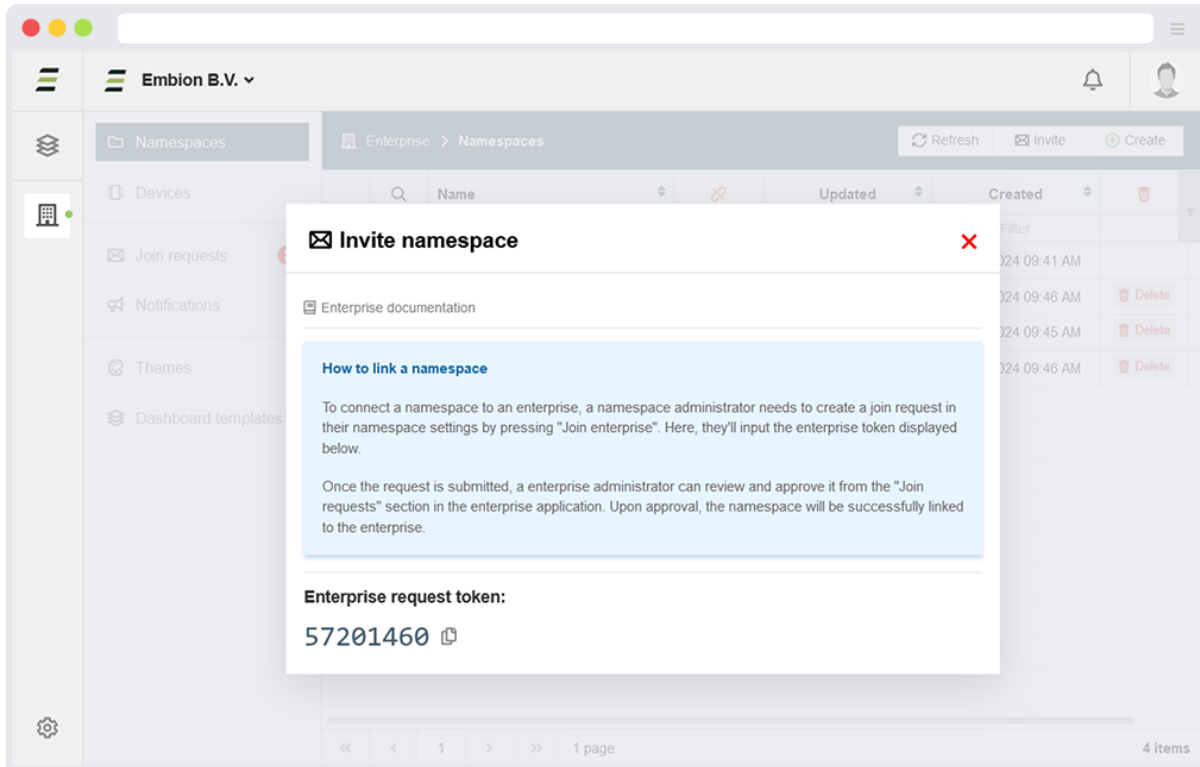 Embion B.V.
Namespaces
Enterprise > Namespaces
Refresh
Invite
Create
Devices
Name
Updated
Created
Join requests
Filter
024 09:41 AM
Notifications
024 09:46 AM
Delete
024 09:45 AM
Delete
Themes
024 09:46 AM
Delete
Dashboard templates
Invite namespace
Enterprise documentation
How to link a namespace
To connect a namespace to an enterprise, a namespace administrator needs to create a join request in
their namespace settings by pressing "Join enterprise". Here, they'll input the enterprise token displayed
below.
Once the request is submitted, a enterprise administrator can review and approve it from the "Join
requests" section in the enterprise application. Upon approval, the namespace will be successfully linked
to the enterprise.
Enterprise request token:
57201460
1
1 page
4 items